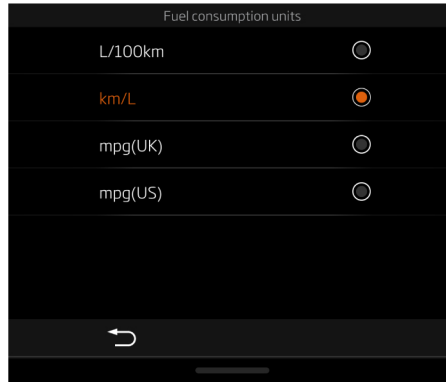 Fuel consumption units
L/100km
km/L
mpg(UK)
mpg(US)